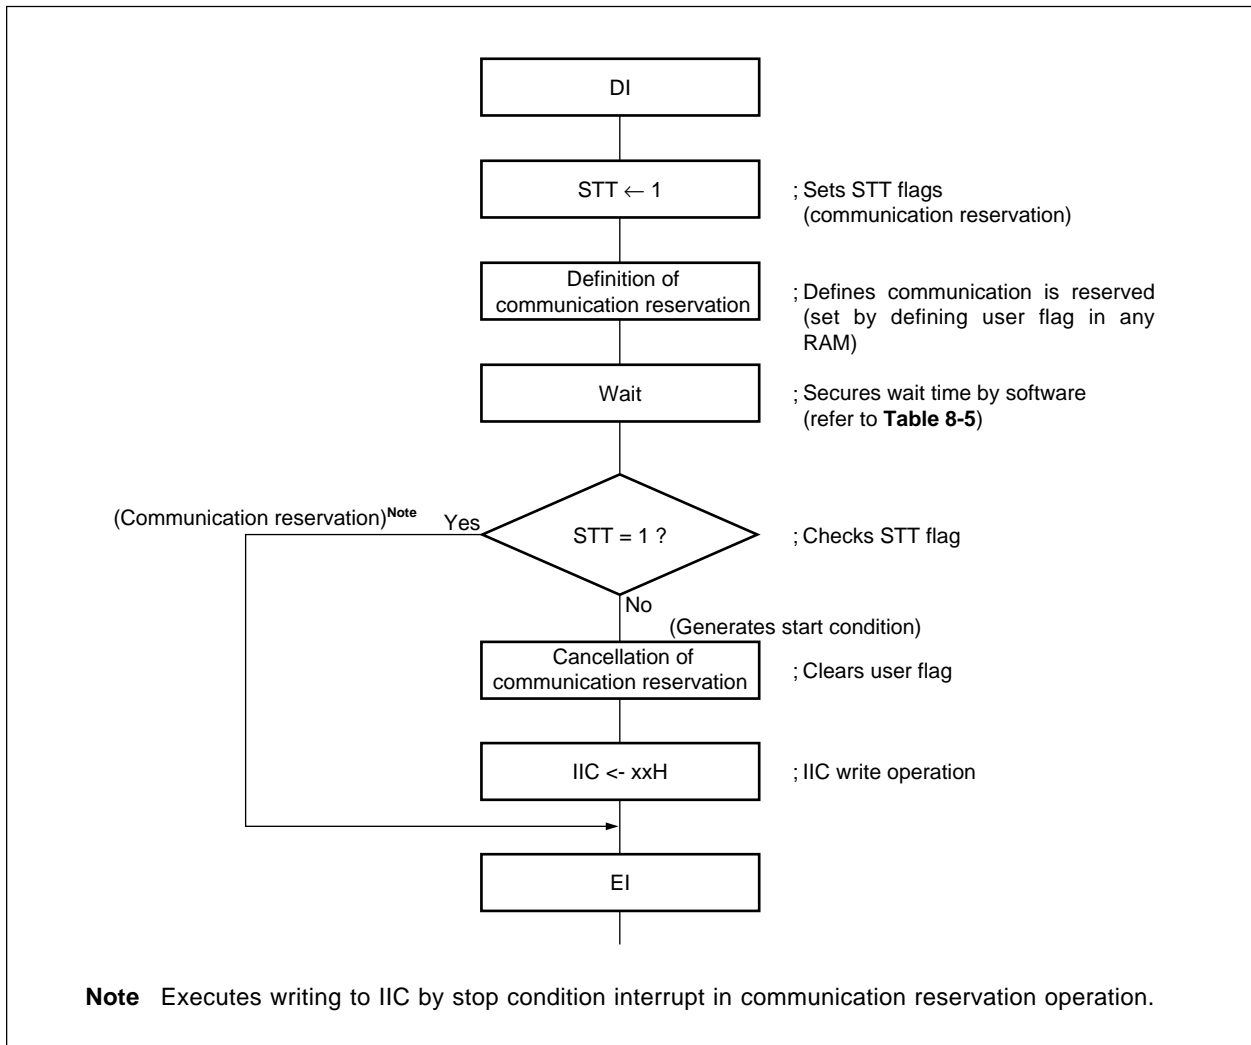 DI
STT ← 1
; Sets STT flags
(communication reservation)
Definition of
communication reservation
; Defines communication is reserved
(set by defining user flag in any
RAM)
Wait
; Secures wait time by software
(refer to Table 8-5)
(Communication reservation)Note
Yes
STT = 1 ?
; Checks STT flag
No
(Generates start condition)
Cancellation of
communication reservation
; Clears user flag
IIC <- xxH
; IIC write operation
EI
Note Executes writing to IIC by stop condition interrupt in communication reservation operation.